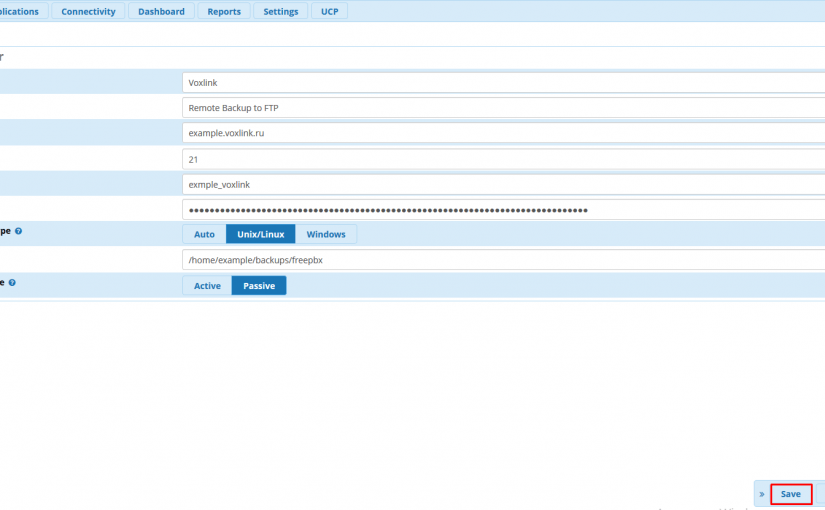 plications Connectivity Dashboard Reports Settings UCP
r
Voxlink
Remote Backup to FTP
example.voxlink.ru
21
exmple_voxlink
ype Auto Unix/Linux Windows
/home/example/backups/freepbx
e Active Passive
» Save